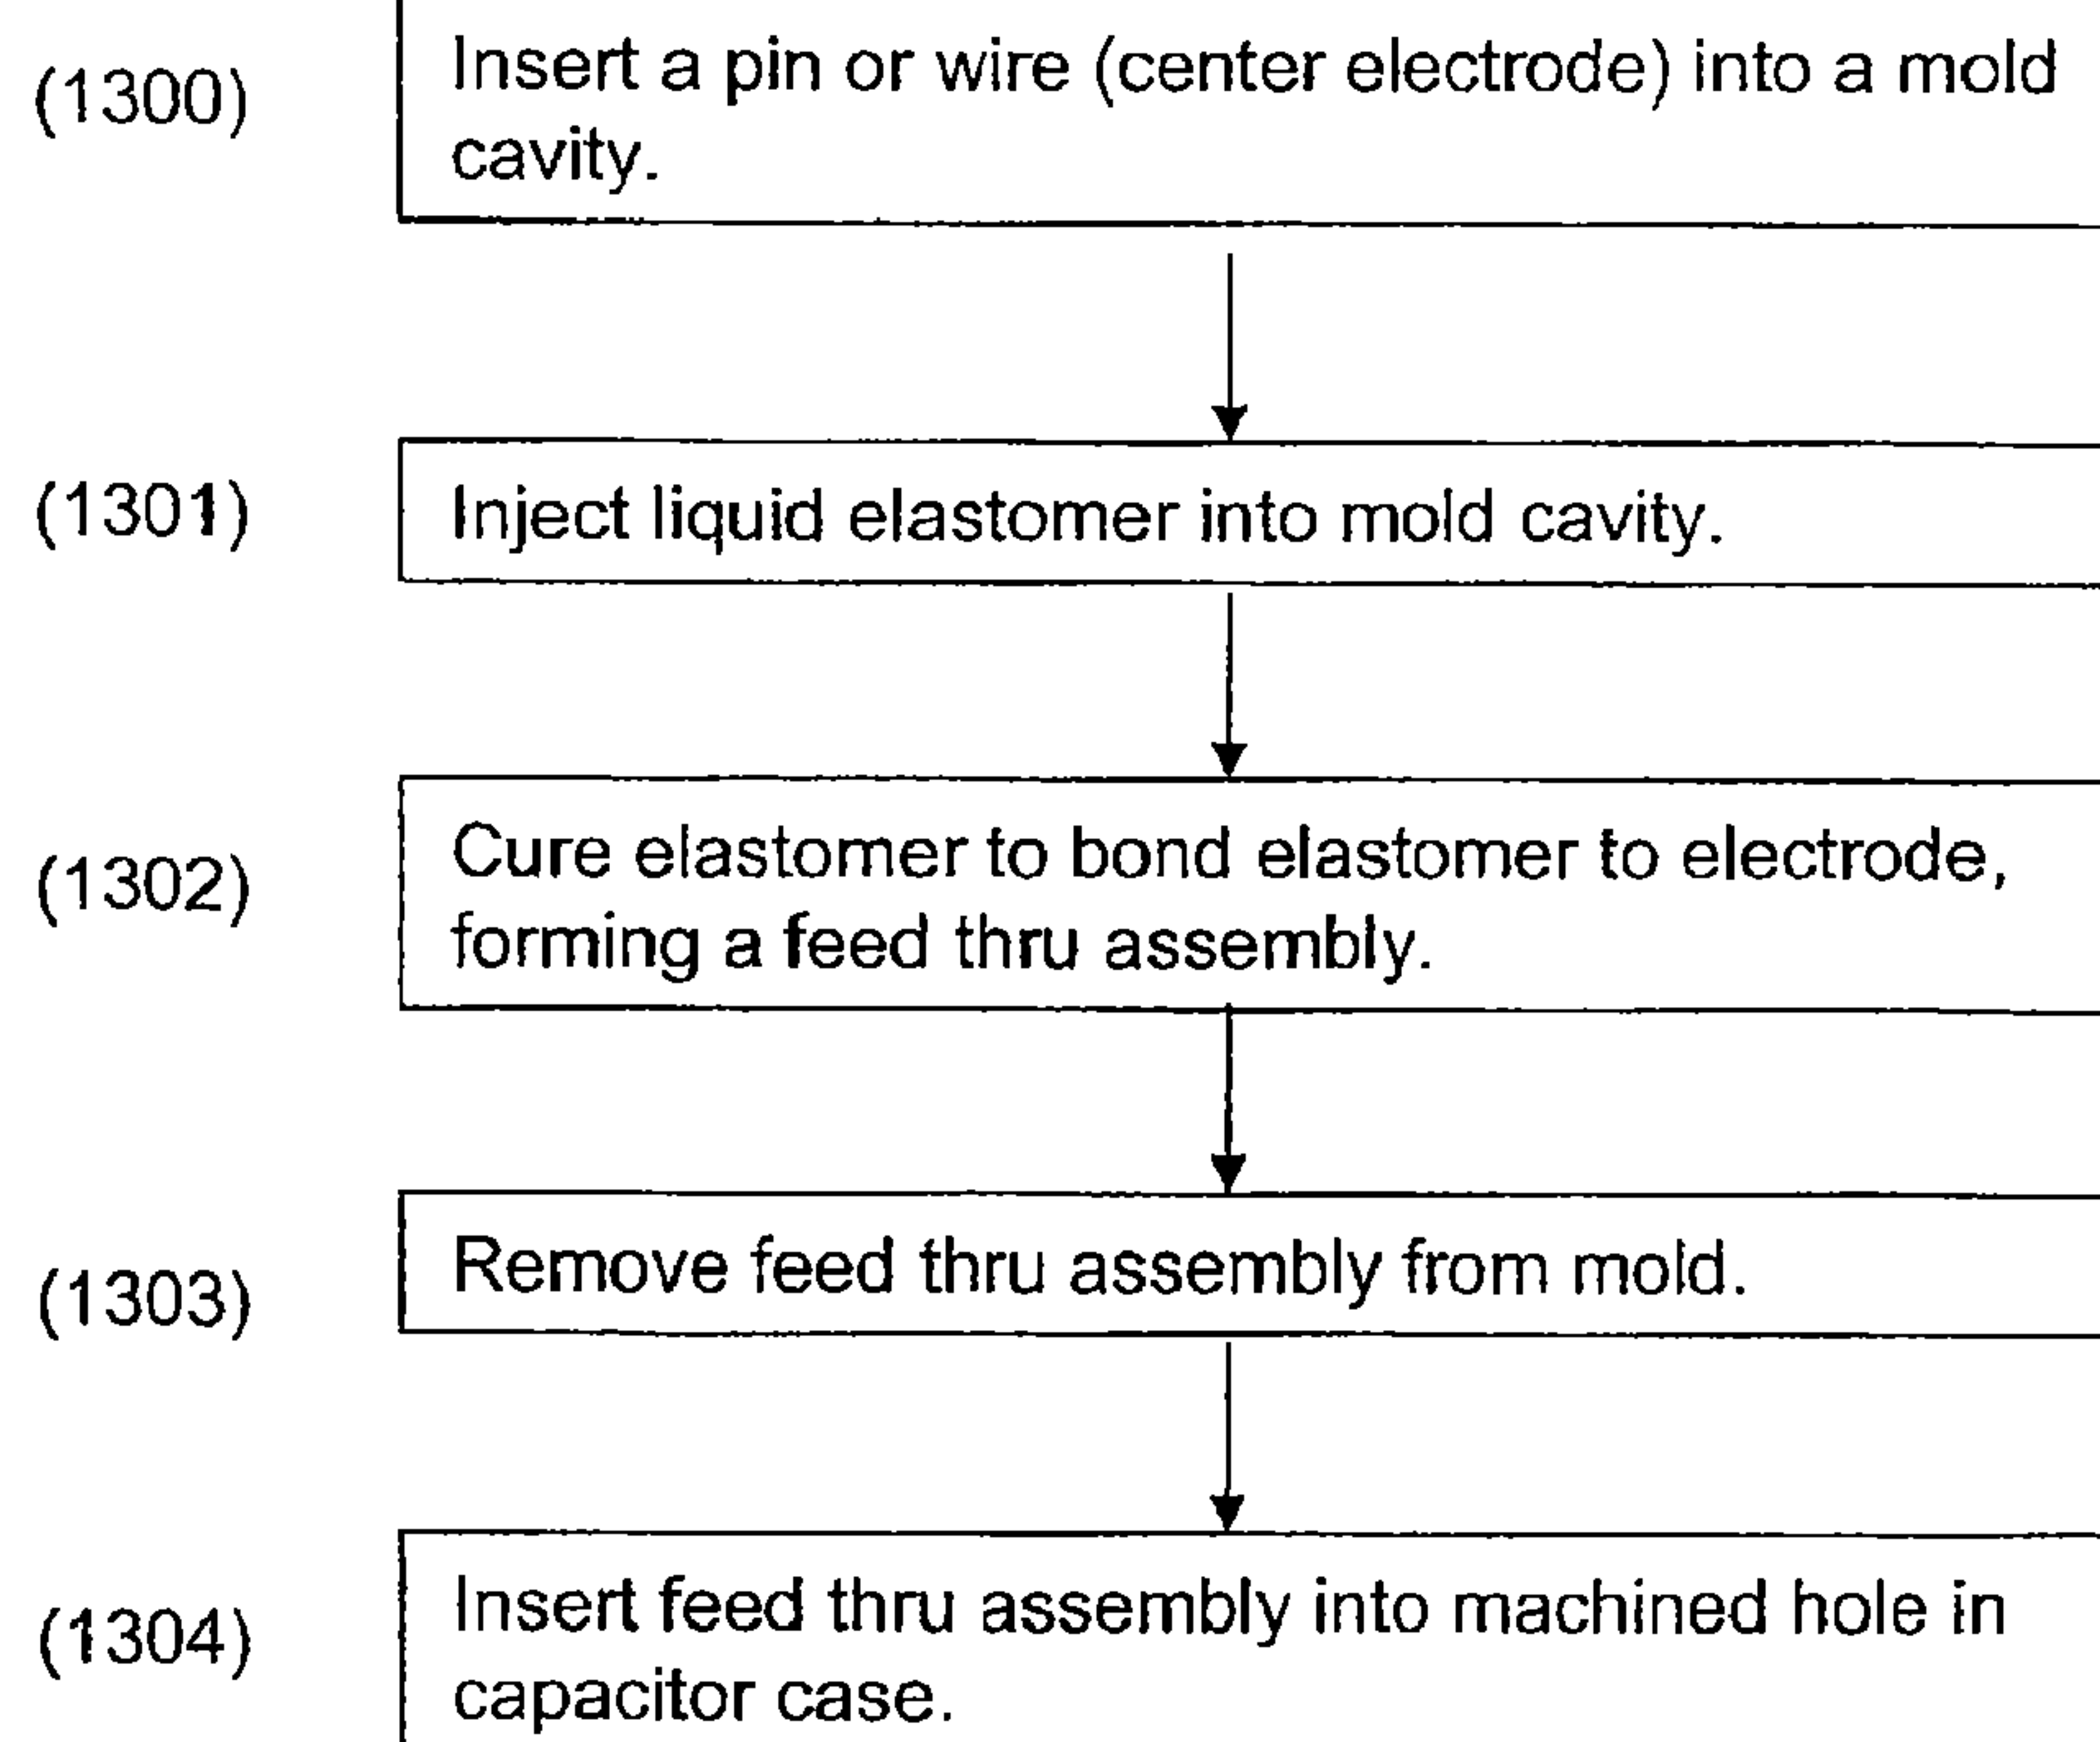 (1300)
Insert a pin or wire (center electrode) into a mold
cavity.
(1301)
Inject liquid elastomer into mold cavity.
(1302)
Cure elastomer to bond elastomer to electrode,
forming a feed thru assembly.
(1303)
Remove feed thru assembly from mold.
(1304)
Insert feed thru assembly into machined hole in
capacitor case.